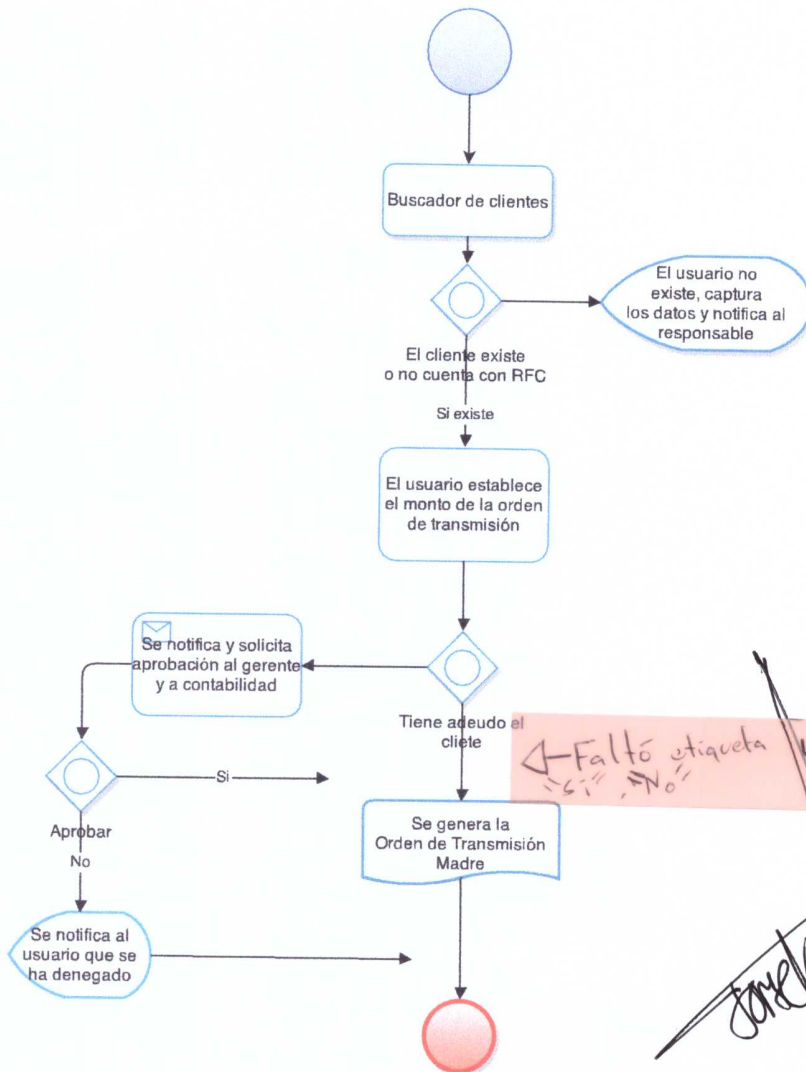 Buscador de clientes
El usuario no
existe, captura
los datos y notifica al
responsable
El cliente existe
o no cuenta con RFC
Si existe
El usuario establece
el monto de la orden
de transmisión
Se notifica y solicita
aprobación al gerente
y a contabilidad
Tiene adeudo el
cliete
Faltó etiqueta
"Sí", "No"
Si
Aprobar
No
Se genera la
Orden de Transmisión
Madre
Se notifica al
usuario que se
ha denegado